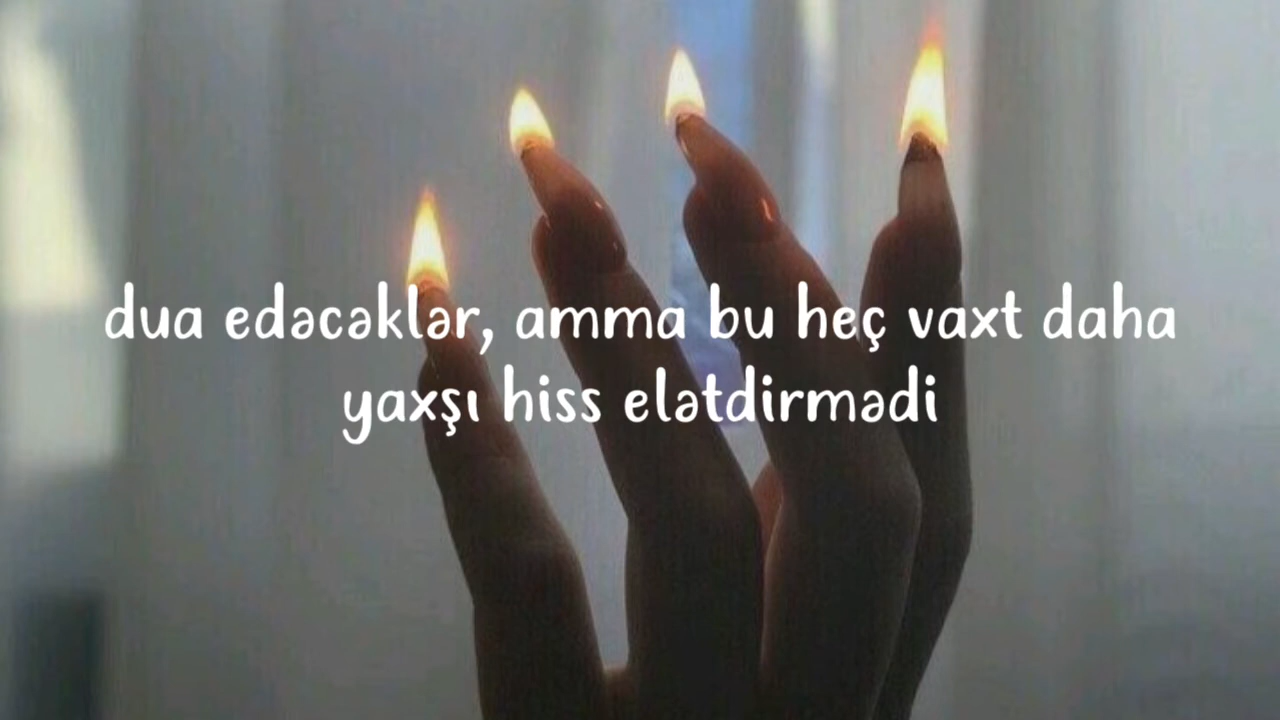 dua edəcəklər, amma bu heç vaxt daha
yaxşı hiss elətdirmədi